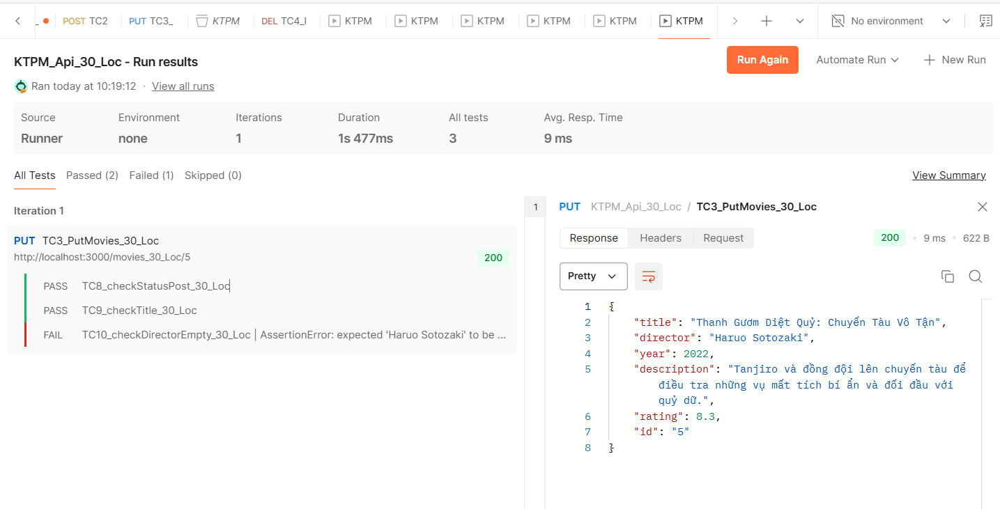 POST TC2
PUT TC3_
KTPM
DEL TC4_I
KTPM
KTPM
KTPM
KTPM
KTPM
KTPM
No environment
KTPM_Api_30_Loc - Run results
Run Again
Automate Run
New Run
Ran today at 10:19:12 · View all runs
Source Environment Iterations Duration All tests Avg. Resp. Time
Runner none 1 1s 477ms 3 9 ms
All Tests Passed (2) Failed (1) Skipped (0)
View Summary
Iteration 1
PUT TC3_PutMovies_30_Loc
http://localhost:3000/movies_30_Loc/5
200
PASS TC8_checkStatusPost_30_Loc
PASS TC9_checkTitle_30_Loc
FAIL TC10_checkDirectorEmpty_30_Loc | AssertionError: expected 'Haruo Sotozaki' to be ...
1
PUT KTPM_Api_30_Loc / TC3_PutMovies_30_Loc
Response Headers Request
200 • 9 ms • 622 B
Pretty
1 {
2 "title": "Thanh Gươm Diệt Quỷ: Chuyến Tàu Vô Tận",
3 "director": "Haruo Sotozaki",
4 "year": 2022,
5 "description": "Tanjiro và đồng đội lên chuyến tàu để
điều tra những vụ mất tích bí ẩn và đối đầu với
quỷ dữ.",
6 "rating": 8.3,
7 "id": "5"
8 }